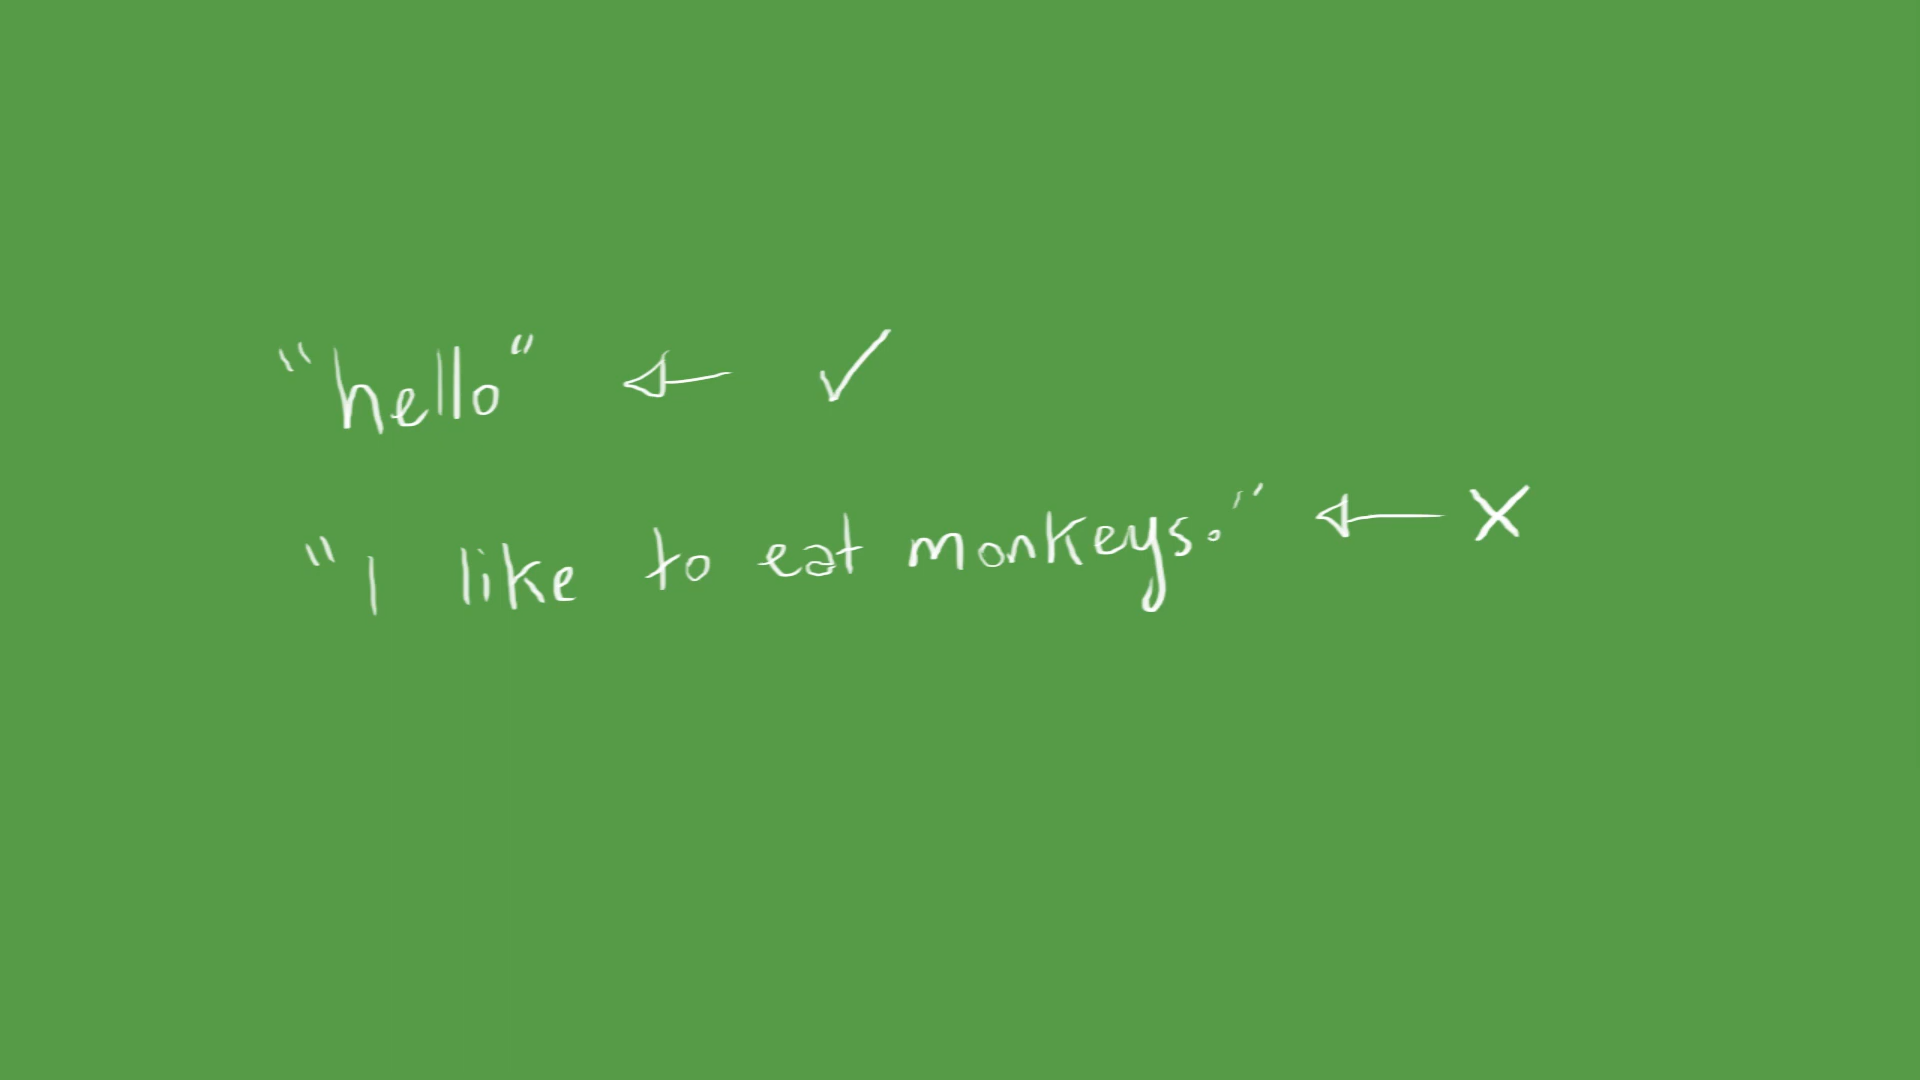 "hello" ← ✓
"I like to eat monkeys." ← X